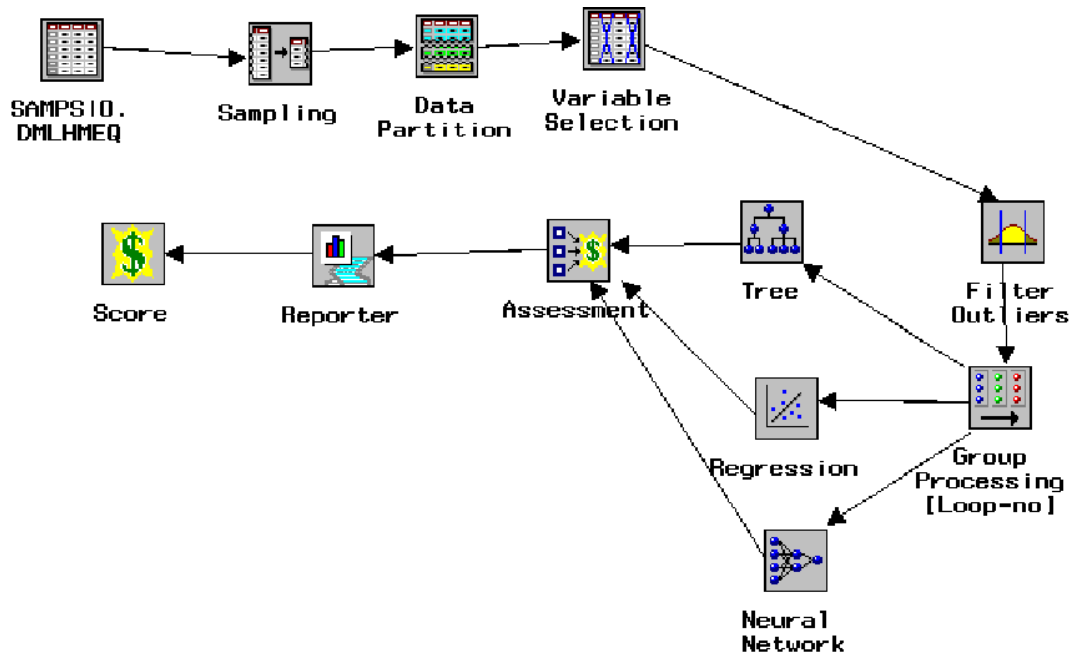 SAMPSIO.
DMLHMEQ
Sampling
Data
Partition
Variable
Selection
Score
Reporter
Assessment
Tree
Filter
Outliers
Regression
Group
Processing
[Loop-no]
Neural
Network